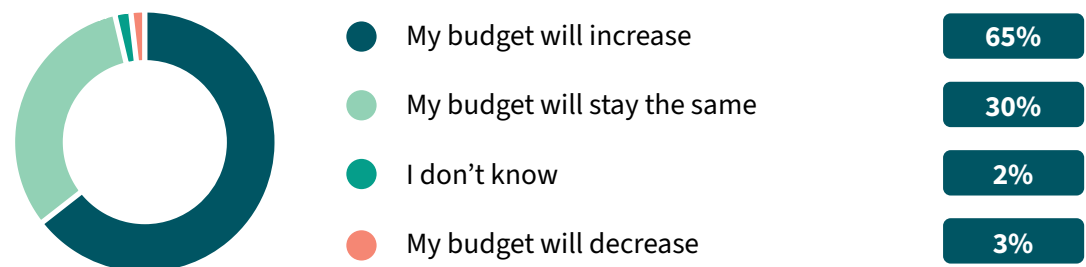 My budget will increase 65%
My budget will stay the same 30%
I don’t know 2%
My budget will decrease 3%